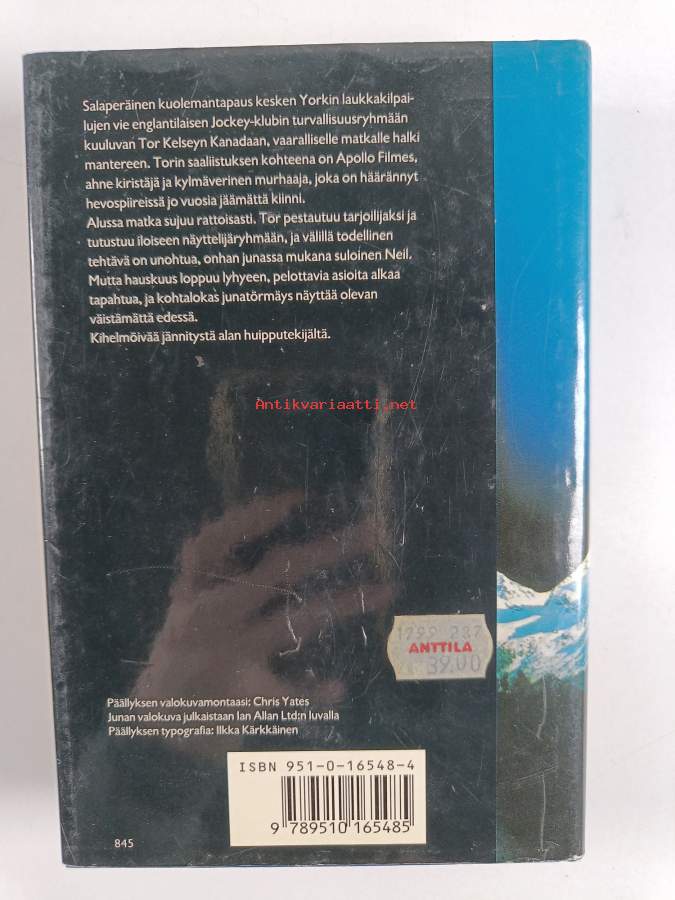 Salaperäinen kuolemantapaus kesken Yorkin laukkakilpai-
lujen vie englantilaisen Jockey-klubin turvallisuusryhmään
kuuluvan Tor Kelseyn Kanadaan, vaaralliselle matkalle halki
mantereen. Torin saaliistuksen kohteena on Apollo Filmes,
ahne kiristäjä ja kylmäverinen murhaaja, joka on häärännyt
hevospiireissä jo vuosia jäämättä kiinni.
Alussa matka sujuu rattoisasti. Tor pestautuu tarjoilijaksi ja
tutustuu iloiseen näyttelijäryhmään, ja välillä todellinen
tehtävä on unohtua, onhan junassa mukana suloinen Neil.
Mutta hauskuus loppuu lyhyeen, pelottavia asioita alkaa
tapahtua, ja kohtalokas junatörmäys näyttää olevan
väistämättä edessä.
Kihelmöivää jännitystä alan huipputekijältä.
Antikvariaatti.net
1799 287
ANTTILA
39.00
Päällyksen valokuvamontaasi: Chris Yates
Junan valokuva julkaistaan Ian Allan Ltd:n luvalla
Päällyksen typografia: Ilkka Kärkkäinen
ISBN 951-0-16548-4
9 789510 165485
845